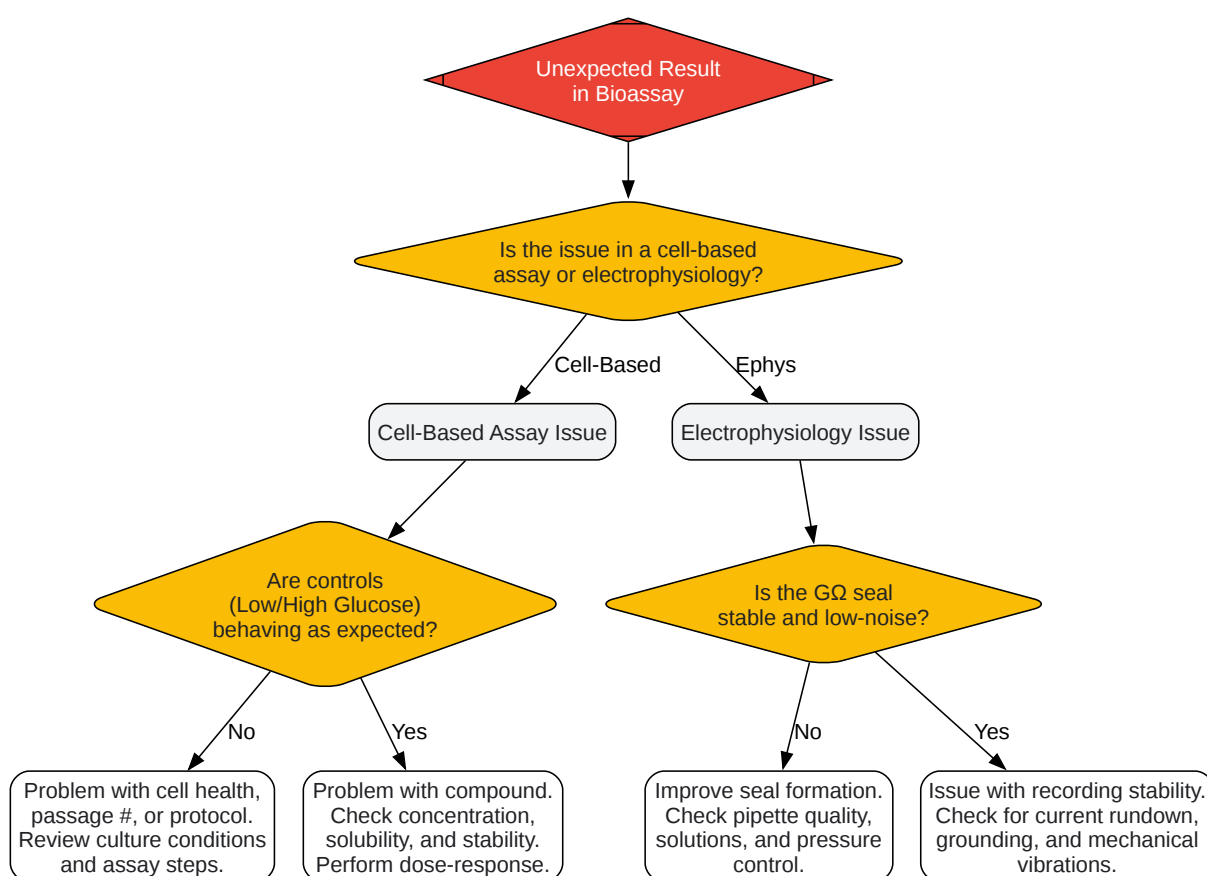 Unexpected Result
in Bioassay
Is the issue in a cell-based
assay or electrophysiology?
Cell-Based
Ephys
Cell-Based Assay Issue
Electrophysiology Issue
Are controls
(Low/High Glucose)
behaving as expected?
Is the GΩ seal
stable and low-noise?
No
Yes
No
Yes
Problem with cell health,
passage #, or protocol.
Review culture conditions
and assay steps.
Problem with compound.
Check concentration,
solubility, and stability.
Perform dose-response.
Improve seal formation.
Check pipette quality,
solutions, and pressure
control.
Issue with recording stability.
Check for current rundown,
grounding, and mechanical
vibrations.